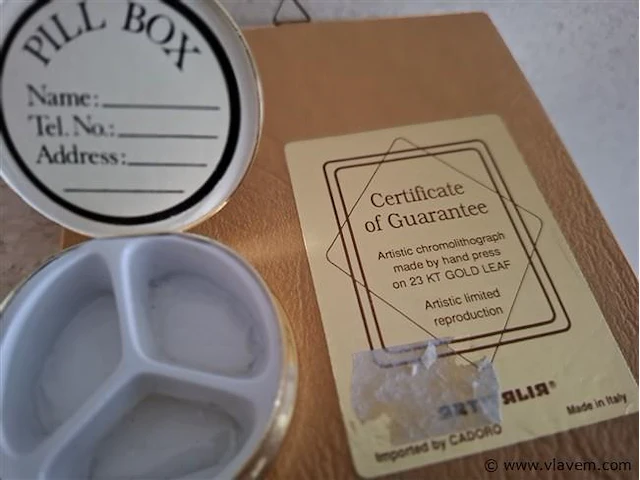 PILL BOX
Name:
Tel. No.:
Address:
Certificate
of Guarantee
Artistic chromolithograph
made by hand press
on 23 KT GOLD LEAF
Artistic limited
reproduction
Made in Italy
Imported by CADORO
© www.vlavem.com